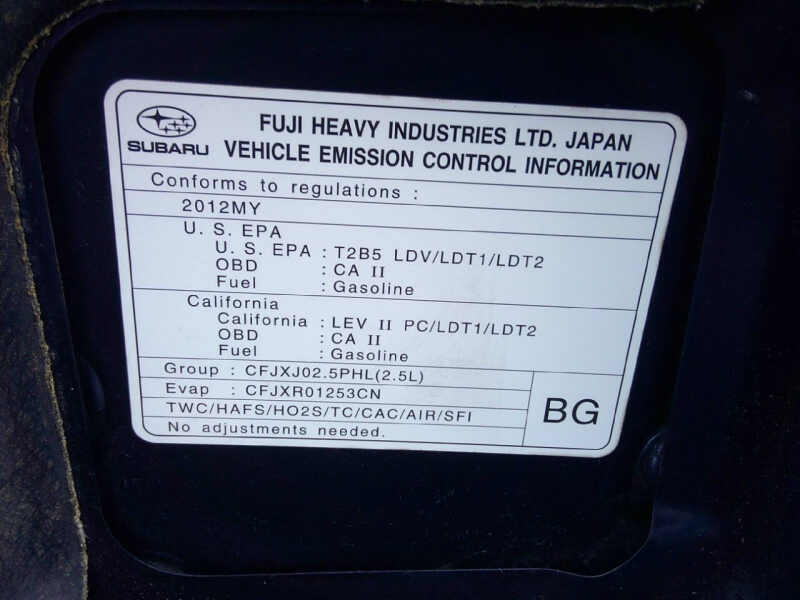 SUBARU
FUJI HEAVY INDUSTRIES LTD. JAPAN
VEHICLE EMISSION CONTROL INFORMATION
Conforms to regulations :
2012MY
U. S. EPA
U. S. EPA : T2B5 LDV/LDT1/LDT2
OBD : CA II
Fuel : Gasoline
California
California : LEV II PC/LDT1/LDT2
OBD : CA II
Fuel : Gasoline
Group : CFJXJ02.5PHL(2.5L)
Evap : CFJXR01253CN
TWC/HAFS/HO2S/TC/CAC/AIR/SFI
No adjustments needed.
BG